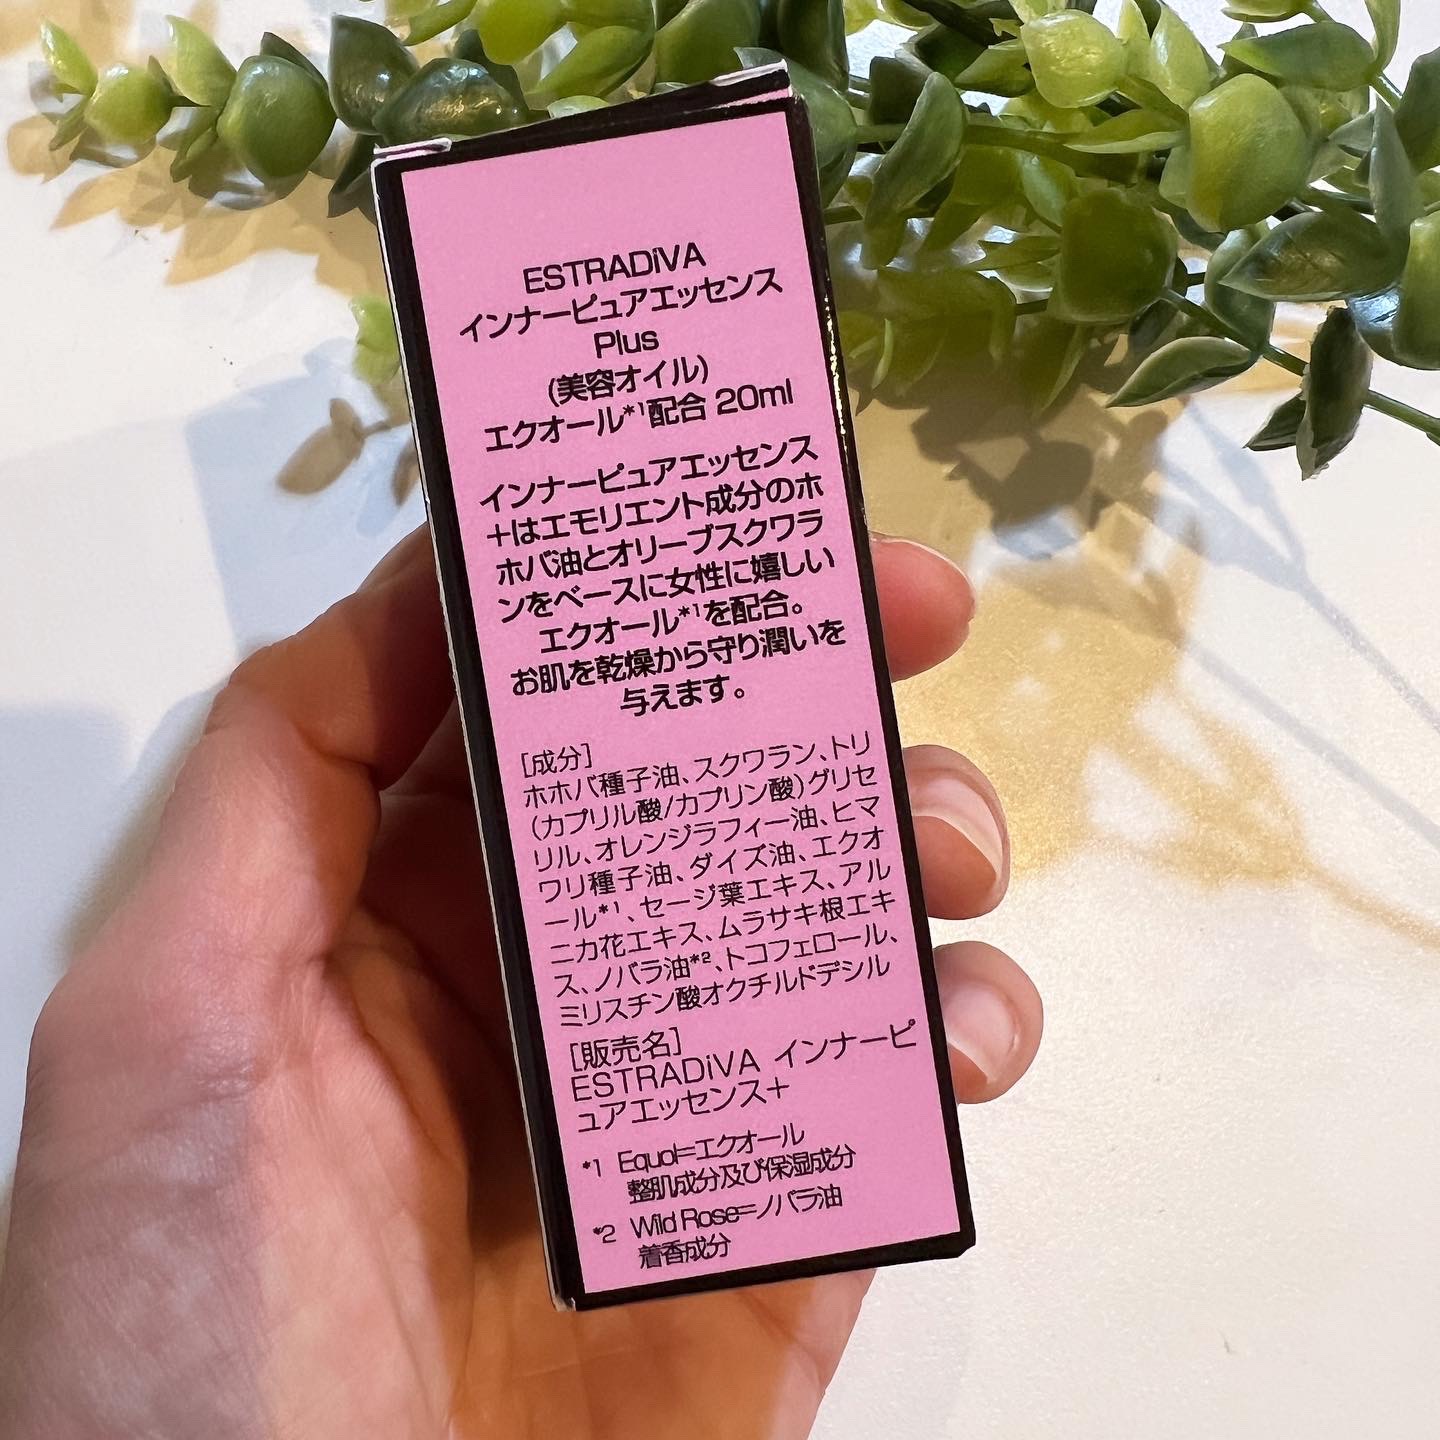 ESTRADiVA
インナーピュアエッセンス
Plus
(美容オイル)
エクオール*1配合 20ml
インナーピュアエッセンス
+はエモリエント成分のホ
ホバ油とオリーブスクワラ
ンをベースに女性に嬉しい
エクオール*1を配合。
お肌を乾燥から守り潤いを
与えます。
[成分]
ホホバ種子油、スクワラン、トリ
(カプリル酸/カプリン酸)グリセ
リル、オレンジラフィー油、ヒマ
ワリ種子油、ダイズ油、エクオ
ール*1、セージ葉エキス、アル
ニカ花エキス、ムラサキ根エキ
ス、ノバラ油*2、トコフェロール、
ミリスチン酸オクチルドデシル
[販売名]
ESTRADiVA インナーピ
ュアエッセンス+
*1 Equol=エクオール
整肌成分及び保湿成分
*2 Wild Rose=ノバラ油
着香成分